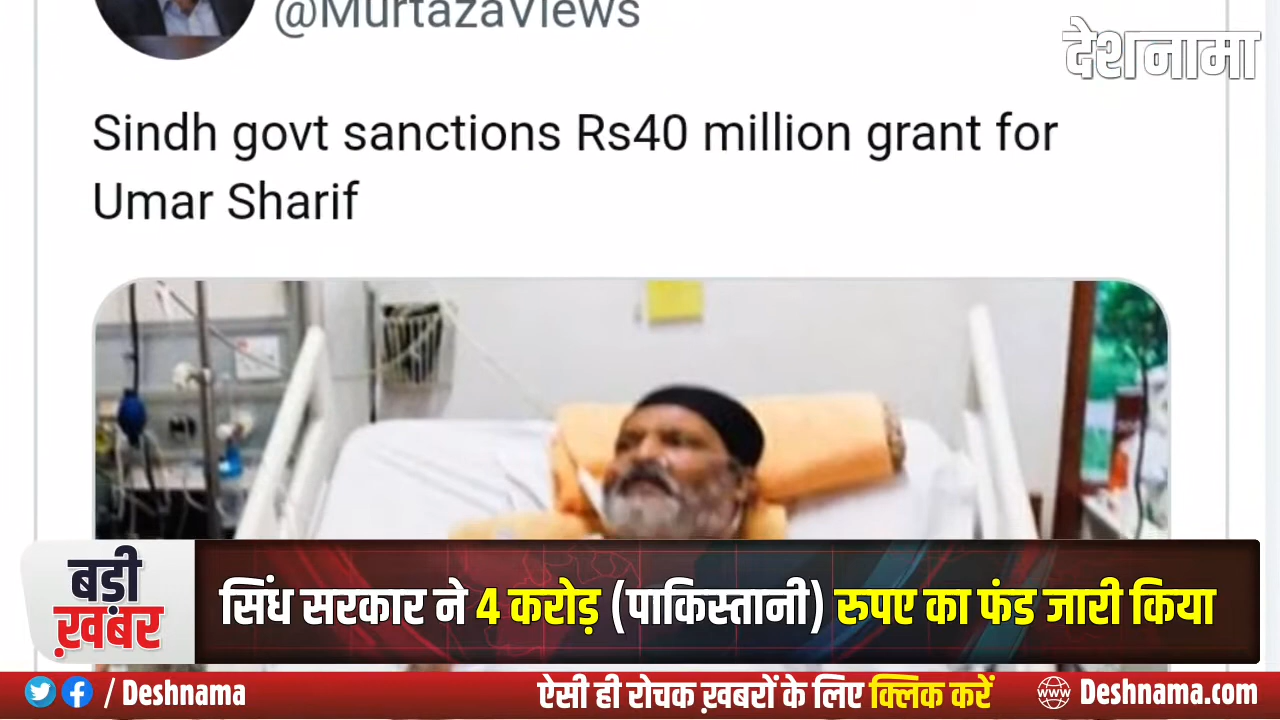 @MurtazaViews
देशनामा
Sindh govt sanctions Rs40 million grant for
Umar Sharif
बड़ी
ख़बर
सिंध सरकार ने 4 करोड़ (पाकिस्तानी) रुपए का फंड जारी किया
/ Deshnama
ऐसी ही रोचक ख़बरों के लिए क्लिक करें
Deshnama.com